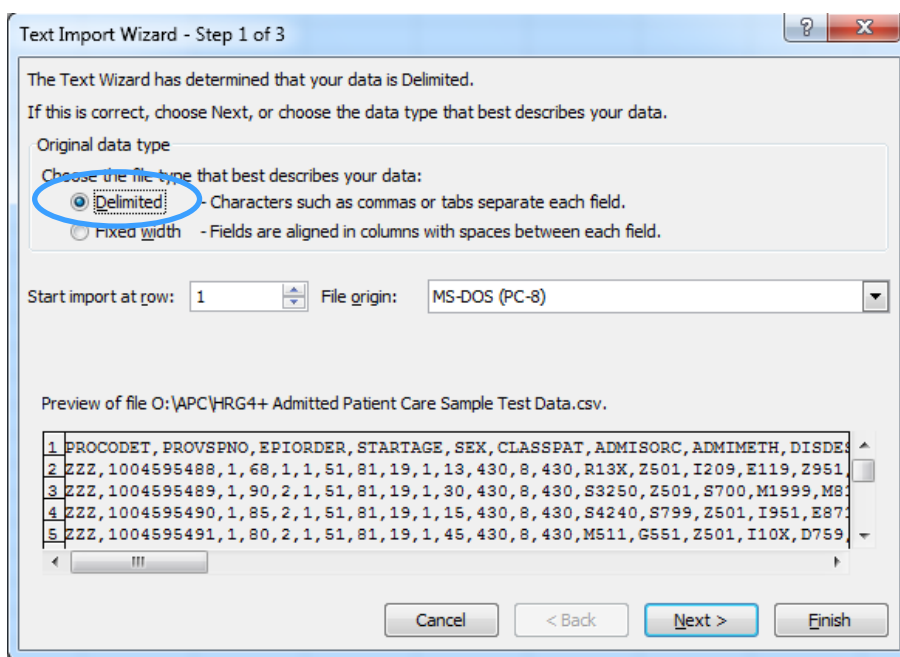 Text Import Wizard - Step 1 of 3
The Text Wizard has determined that your data is Delimited.
If this is correct, choose Next, or choose the data type that best describes your data.
Original data type
Choose the file type that best describes your data:
Delimited - Characters such as commas or tabs separate each field.
Fixed width - Fields are aligned in columns with spaces between each field.
Start import at row: 1 File origin: MS-DOS (PC-8)
Preview of file O:\APC\HRG4+ Admitted Patient Care Sample Test Data.csv.
1 PROCODET,PROVSPNO,EPIORDER,STARTAGE,SEX,CLASSPAT,ADMISORC,ADMIMETH,DISDES
2 ZZZ,1004595488,1,68,1,1,51,81,19,1,13,430,8,430,R13X,Z501,I209,E119,Z951,
3 ZZZ,1004595489,1,90,2,1,51,81,19,1,30,430,8,430,S3250,Z501,S700,M1999,M81
4 ZZZ,1004595490,1,85,2,1,51,81,19,1,15,430,8,430,S4240,S799,Z501,I951,E871
5 ZZZ,1004595491,1,80,2,1,51,81,19,1,45,430,8,430,M511,G551,Z501,I10X,D759,
Cancel < Back Next > Finish